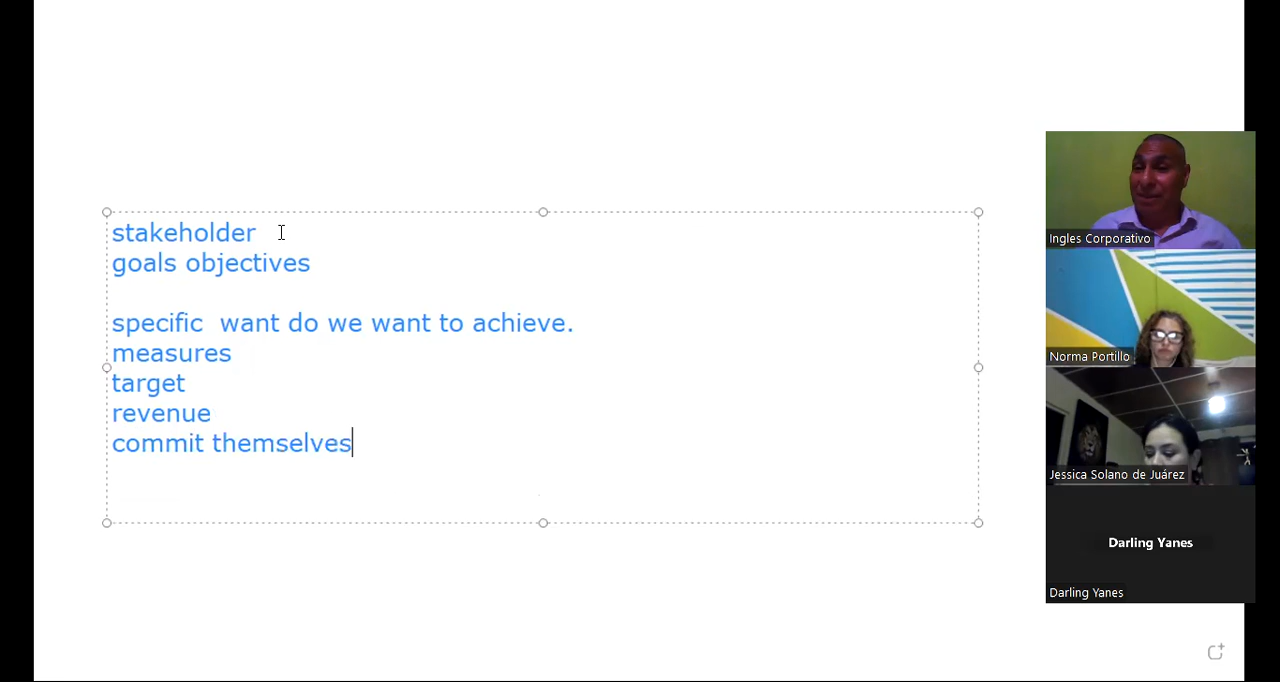 stakeholder
goals objectives
specific  want do we want to achieve.
measures
target
revenue
commit themselves
Ingles Corporativo
Norma Portillo
Jessica Solano de Juárez
Darling Yanes
Darling Yanes